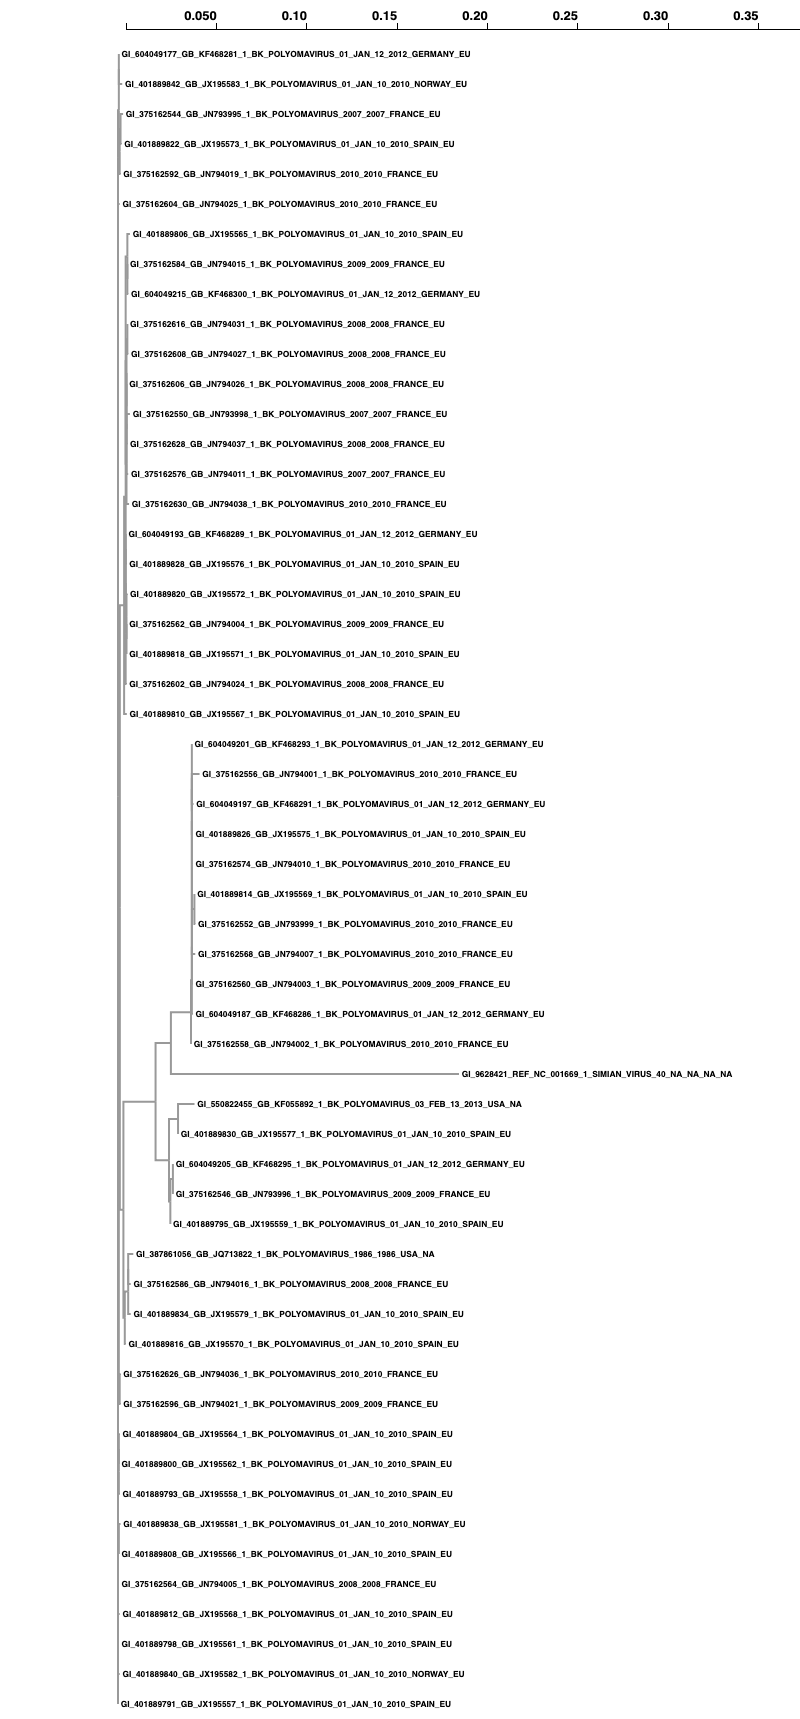 0.050 0.10 0.15 0.20 0.25 0.30 0.35
GI_604049177_GB_KF468281_1_BK_POLYOMAVIRUS_01_JAN_12_2012_GERMANY_EU
GI_401889842_GB_JX195583_1_BK_POLYOMAVIRUS_01_JAN_10_2010_NORWAY_EU
GI_375162544_GB_JN793995_1_BK_POLYOMAVIRUS_2007_2007_FRANCE_EU
GI_401889822_GB_JX195573_1_BK_POLYOMAVIRUS_01_JAN_10_2010_SPAIN_EU
GI_375162592_GB_JN794019_1_BK_POLYOMAVIRUS_2010_2010_FRANCE_EU
GI_375162604_GB_JN794025_1_BK_POLYOMAVIRUS_2010_2010_FRANCE_EU
GI_401889806_GB_JX195565_1_BK_POLYOMAVIRUS_01_JAN_10_2010_SPAIN_EU
GI_375162584_GB_JN794015_1_BK_POLYOMAVIRUS_2009_2009_FRANCE_EU
GI_604049215_GB_KF468300_1_BK_POLYOMAVIRUS_01_JAN_12_2012_GERMANY_EU
GI_375162616_GB_JN794031_1_BK_POLYOMAVIRUS_2008_2008_FRANCE_EU
GI_375162608_GB_JN794027_1_BK_POLYOMAVIRUS_2008_2008_FRANCE_EU
GI_375162606_GB_JN794026_1_BK_POLYOMAVIRUS_2008_2008_FRANCE_EU
GI_375162550_GB_JN793998_1_BK_POLYOMAVIRUS_2007_2007_FRANCE_EU
GI_375162628_GB_JN794037_1_BK_POLYOMAVIRUS_2008_2008_FRANCE_EU
GI_375162576_GB_JN794011_1_BK_POLYOMAVIRUS_2007_2007_FRANCE_EU
GI_375162630_GB_JN794038_1_BK_POLYOMAVIRUS_2010_2010_FRANCE_EU
GI_604049193_GB_KF468289_1_BK_POLYOMAVIRUS_01_JAN_12_2012_GERMANY_EU
GI_401889828_GB_JX195576_1_BK_POLYOMAVIRUS_01_JAN_10_2010_SPAIN_EU
GI_401889820_GB_JX195572_1_BK_POLYOMAVIRUS_01_JAN_10_2010_SPAIN_EU
GI_375162562_GB_JN794004_1_BK_POLYOMAVIRUS_2009_2009_FRANCE_EU
GI_401889818_GB_JX195571_1_BK_POLYOMAVIRUS_01_JAN_10_2010_SPAIN_EU
GI_375162602_GB_JN794024_1_BK_POLYOMAVIRUS_2008_2008_FRANCE_EU
GI_401889810_GB_JX195567_1_BK_POLYOMAVIRUS_01_JAN_10_2010_SPAIN_EU
GI_604049201_GB_KF468293_1_BK_POLYOMAVIRUS_01_JAN_12_2012_GERMANY_EU
GI_375162556_GB_JN794001_1_BK_POLYOMAVIRUS_2010_2010_FRANCE_EU
GI_604049197_GB_KF468291_1_BK_POLYOMAVIRUS_01_JAN_12_2012_GERMANY_EU
GI_401889826_GB_JX195575_1_BK_POLYOMAVIRUS_01_JAN_10_2010_SPAIN_EU
GI_375162574_GB_JN794010_1_BK_POLYOMAVIRUS_2010_2010_FRANCE_EU
GI_401889814_GB_JX195569_1_BK_POLYOMAVIRUS_01_JAN_10_2010_SPAIN_EU
GI_375162552_GB_JN793999_1_BK_POLYOMAVIRUS_2010_2010_FRANCE_EU
GI_375162568_GB_JN794007_1_BK_POLYOMAVIRUS_2010_2010_FRANCE_EU
GI_375162560_GB_JN794003_1_BK_POLYOMAVIRUS_2009_2009_FRANCE_EU
GI_604049187_GB_KF468286_1_BK_POLYOMAVIRUS_01_JAN_12_2012_GERMANY_EU
GI_375162558_GB_JN794002_1_BK_POLYOMAVIRUS_2010_2010_FRANCE_EU
GI_9628421_REF_NC_001669_1_SIMIAN_VIRUS_40_NA_NA_NA_NA
GI_550822455_GB_KF055892_1_BK_POLYOMAVIRUS_03_FEB_13_2013_USA_NA
GI_401889830_GB_JX195577_1_BK_POLYOMAVIRUS_01_JAN_10_2010_SPAIN_EU
GI_604049205_GB_KF468295_1_BK_POLYOMAVIRUS_01_JAN_12_2012_GERMANY_EU
GI_375162546_GB_JN793996_1_BK_POLYOMAVIRUS_2009_2009_FRANCE_EU
GI_401889795_GB_JX195559_1_BK_POLYOMAVIRUS_01_JAN_10_2010_SPAIN_EU
GI_387861056_GB_JQ713822_1_BK_POLYOMAVIRUS_1986_1986_USA_NA
GI_375162586_GB_JN794016_1_BK_POLYOMAVIRUS_2008_2008_FRANCE_EU
GI_401889834_GB_JX195579_1_BK_POLYOMAVIRUS_01_JAN_10_2010_SPAIN_EU
GI_401889816_GB_JX195570_1_BK_POLYOMAVIRUS_01_JAN_10_2010_SPAIN_EU
GI_375162626_GB_JN794036_1_BK_POLYOMAVIRUS_2010_2010_FRANCE_EU
GI_375162596_GB_JN794021_1_BK_POLYOMAVIRUS_2009_2009_FRANCE_EU
GI_401889804_GB_JX195564_1_BK_POLYOMAVIRUS_01_JAN_10_2010_SPAIN_EU
GI_401889800_GB_JX195562_1_BK_POLYOMAVIRUS_01_JAN_10_2010_SPAIN_EU
GI_401889793_GB_JX195558_1_BK_POLYOMAVIRUS_01_JAN_10_2010_SPAIN_EU
GI_401889838_GB_JX195581_1_BK_POLYOMAVIRUS_01_JAN_10_2010_NORWAY_EU
GI_401889808_GB_JX195566_1_BK_POLYOMAVIRUS_01_JAN_10_2010_SPAIN_EU
GI_375162564_GB_JN794005_1_BK_POLYOMAVIRUS_2008_2008_FRANCE_EU
GI_401889812_GB_JX195568_1_BK_POLYOMAVIRUS_01_JAN_10_2010_SPAIN_EU
GI_401889798_GB_JX195561_1_BK_POLYOMAVIRUS_01_JAN_10_2010_SPAIN_EU
GI_401889840_GB_JX195582_1_BK_POLYOMAVIRUS_01_JAN_10_2010_NORWAY_EU
GI_401889791_GB_JX195557_1_BK_POLYOMAVIRUS_01_JAN_10_2010_SPAIN_EU